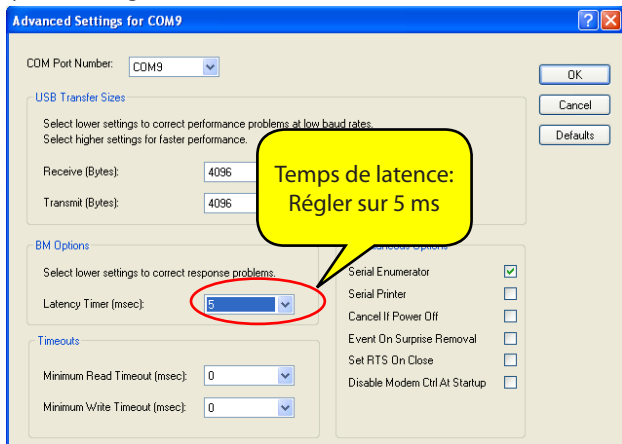 Advanced Settings for COM9
COM Port Number: COM9
OK
Cancel
Defaults
USB Transfer Sizes
Select lower settings to correct performance problems at low baud rates.
Select higher settings for faster performance.
Receive (Bytes): 4096
Transmit (Bytes): 4096
Temps de latence:
Régler sur 5 ms
BM Options
Select lower settings to correct response problems.
Latency Timer (msec): 5
Timeouts
Minimum Read Timeout (msec): 0
Minimum Write Timeout (msec): 0
Options
Serial Enumerator
Serial Printer
Cancel If Power Off
Event On Surprise Removal
Set RTS On Close
Disable Modem Ctrl At Startup